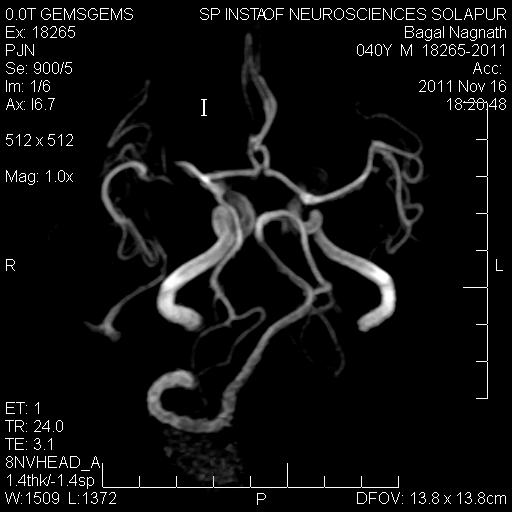 0.0T GEMSGEMS
SP INSTAOF NEUROSCIENCES SOLAPUR
Ex: 18265
Bagal Nagnath
PJN
040Y M 18265-2011
Se: 900/5
Acc:
Im: 1/6
2011 Nov 16
Ax: I6.7
18:20:48
I
512 x 512
Mag: 1.0x
R
L
ET: 1
TR: 24.0
TE: 3.1
8NVHEAD_A
1.4thk/-1.4sp
W:1509 L:1372
P
DFOV: 13.8 x 13.8cm